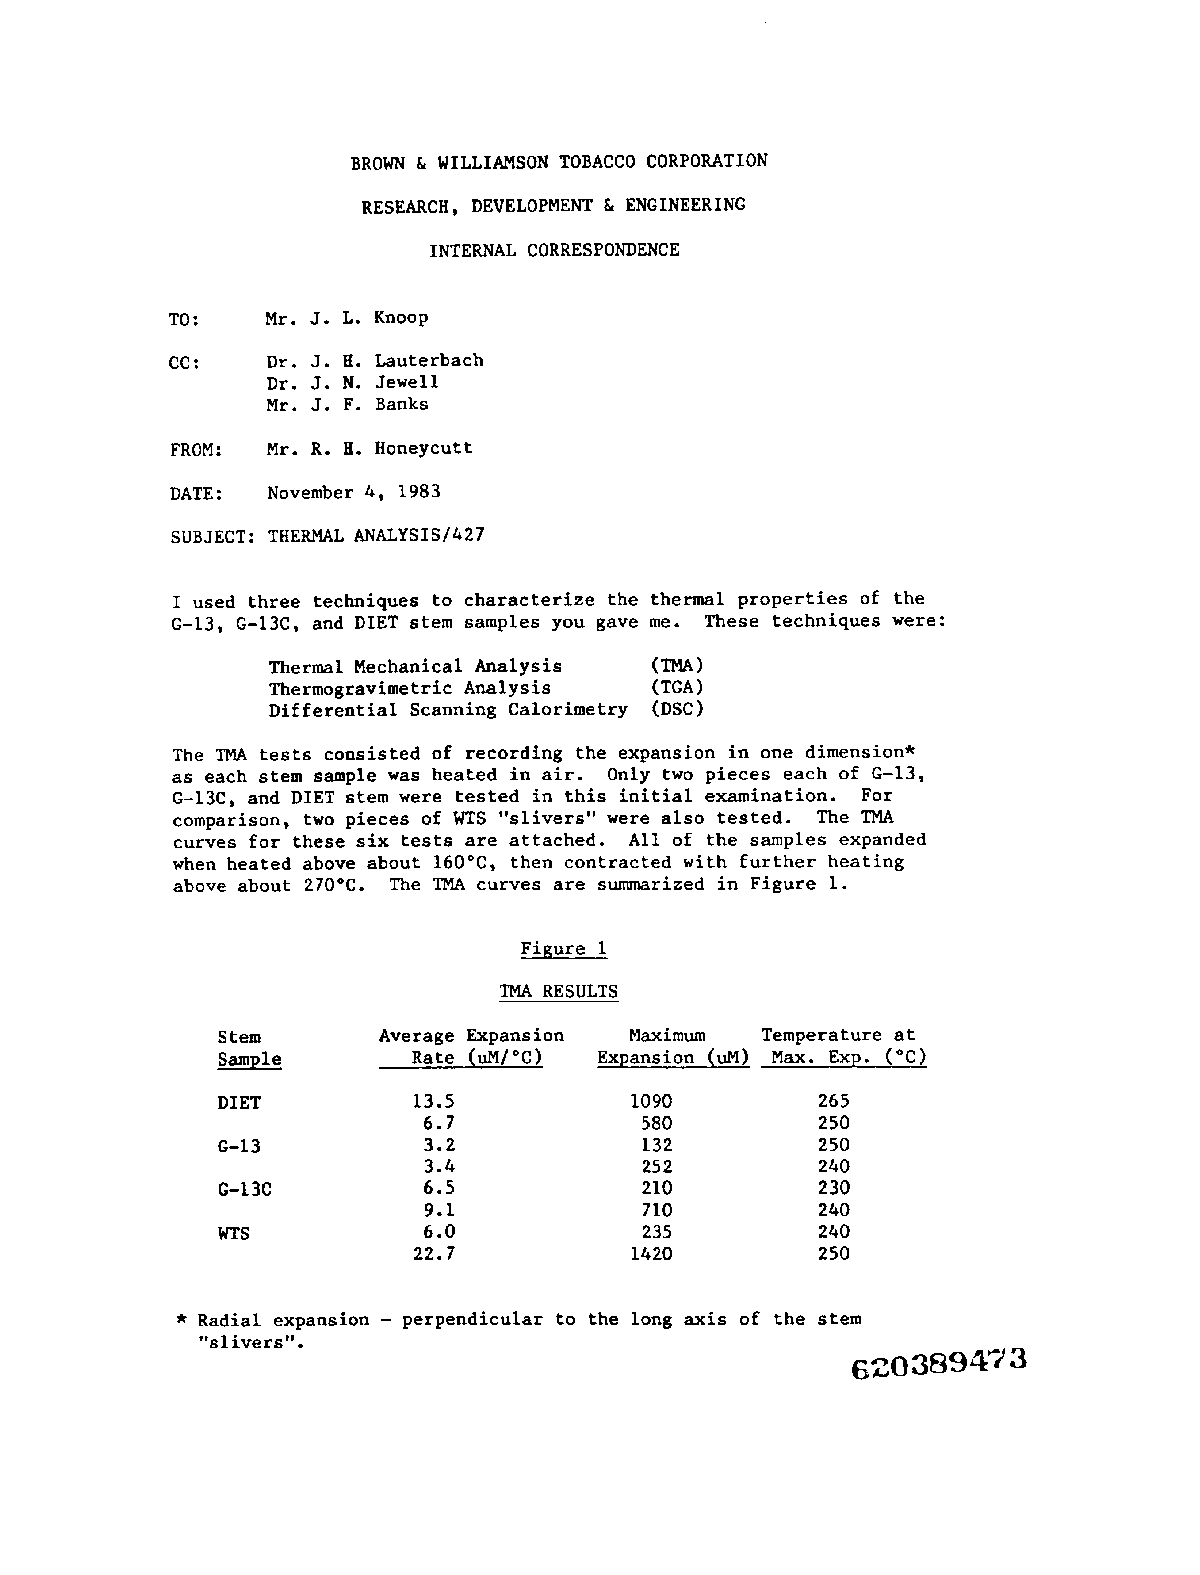 BROWN & WILLIAMSON TOBACCO CORPORATION
RESEARCH, DEVELOPMENT & ENGINEERING
INTERNAL CORRESPONDENCE
TO: Mr. J. L. Knoop
CC: Dr. J. H. Lauterbach
Dr. J. N. Jewell
Mr. J. F. Banks
FROM: Mr. R. H. Honeycutt
DATE: November 4, 1983
SUBJECT: THERMAL ANALYSIS/427
I used three techniques to characterize the thermal properties of the
G-13, G-13C, and DIET stem samples you gave me. These techniques were:
Thermal Mechanical Analysis (TMA)
Thermogravimetric Analysis (TGA)
Differential Scanning Calorimetry (DSC)
The TMA tests consisted of recording the expansion in one dimension*
as each stem sample was heated in air. Only two pieces each of G-13,
G-13C, and DIET stem were tested in this initial examination. For
comparison, two pieces of WTS "slivers" were also tested. The TMA
curves for these six tests are attached. All of the samples expanded
when heated above about 160°C, then contracted with further heating
above about 270°C. The TMA curves are summarized in Figure 1.
Figure 1
TMA RESULTS
Stem Average Expansion Maximum Temperature at
Sample Rate (uM/°C) Expansion (uM) Max. Exp. (°C)
DIET 13.5 1090 265
6.7 580 250
G-13 3.2 132 250
3.4 252 240
G-13C 6.5 210 230
9.1 710 240
WTS 6.0 235 240
22.7 1420 250
* Radial expansion - perpendicular to the long axis of the stem
"slivers".
620389473